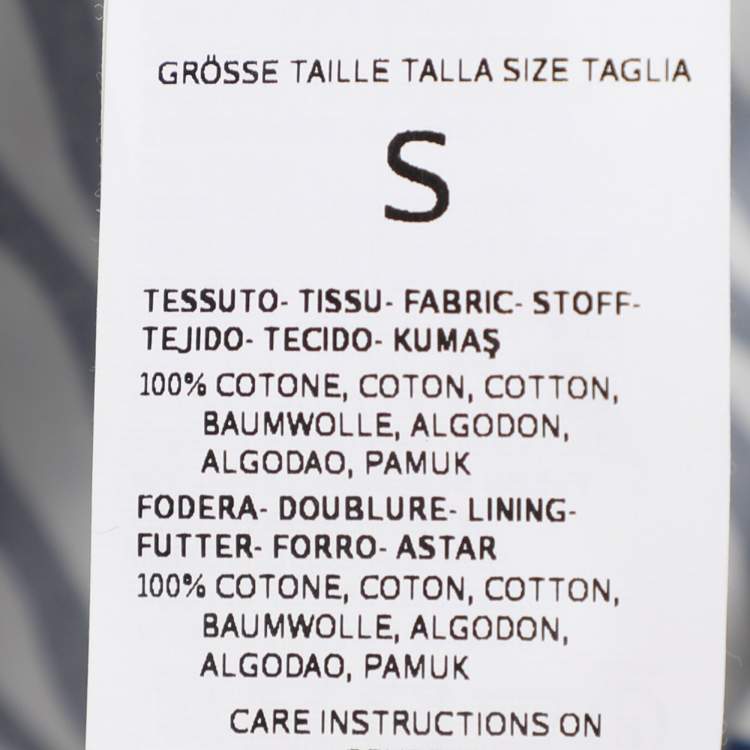 GRÖSSE TAILLE TALLA SIZE TAGLIA
S
TESSUTO- TISSU- FABRIC- STOFF-
TEJIDO- TECIDO- KUMAŞ
100% COTONE, COTON, COTTON,
BAUMWOLLE, ALGODON,
ALGODAO, PAMUK
FODERA- DOUBLURE- LINING-
FUTTER- FORRO- ASTAR
100% COTONE, COTON, COTTON,
BAUMWOLLE, ALGODON,
ALGODAO, PAMUK
CARE INSTRUCTIONS ON